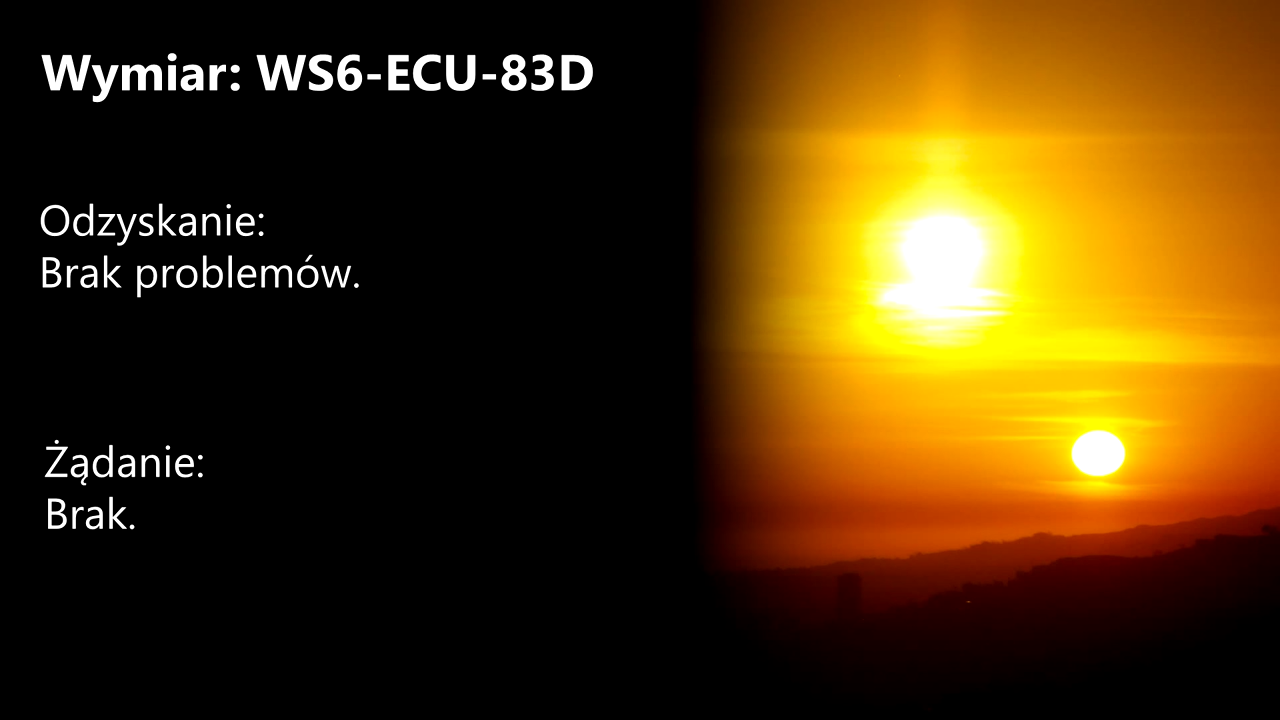 Wymiar: WS6-ECU-83D
Odzyskanie:
Brak problemów.
Żądanie:
Brak.